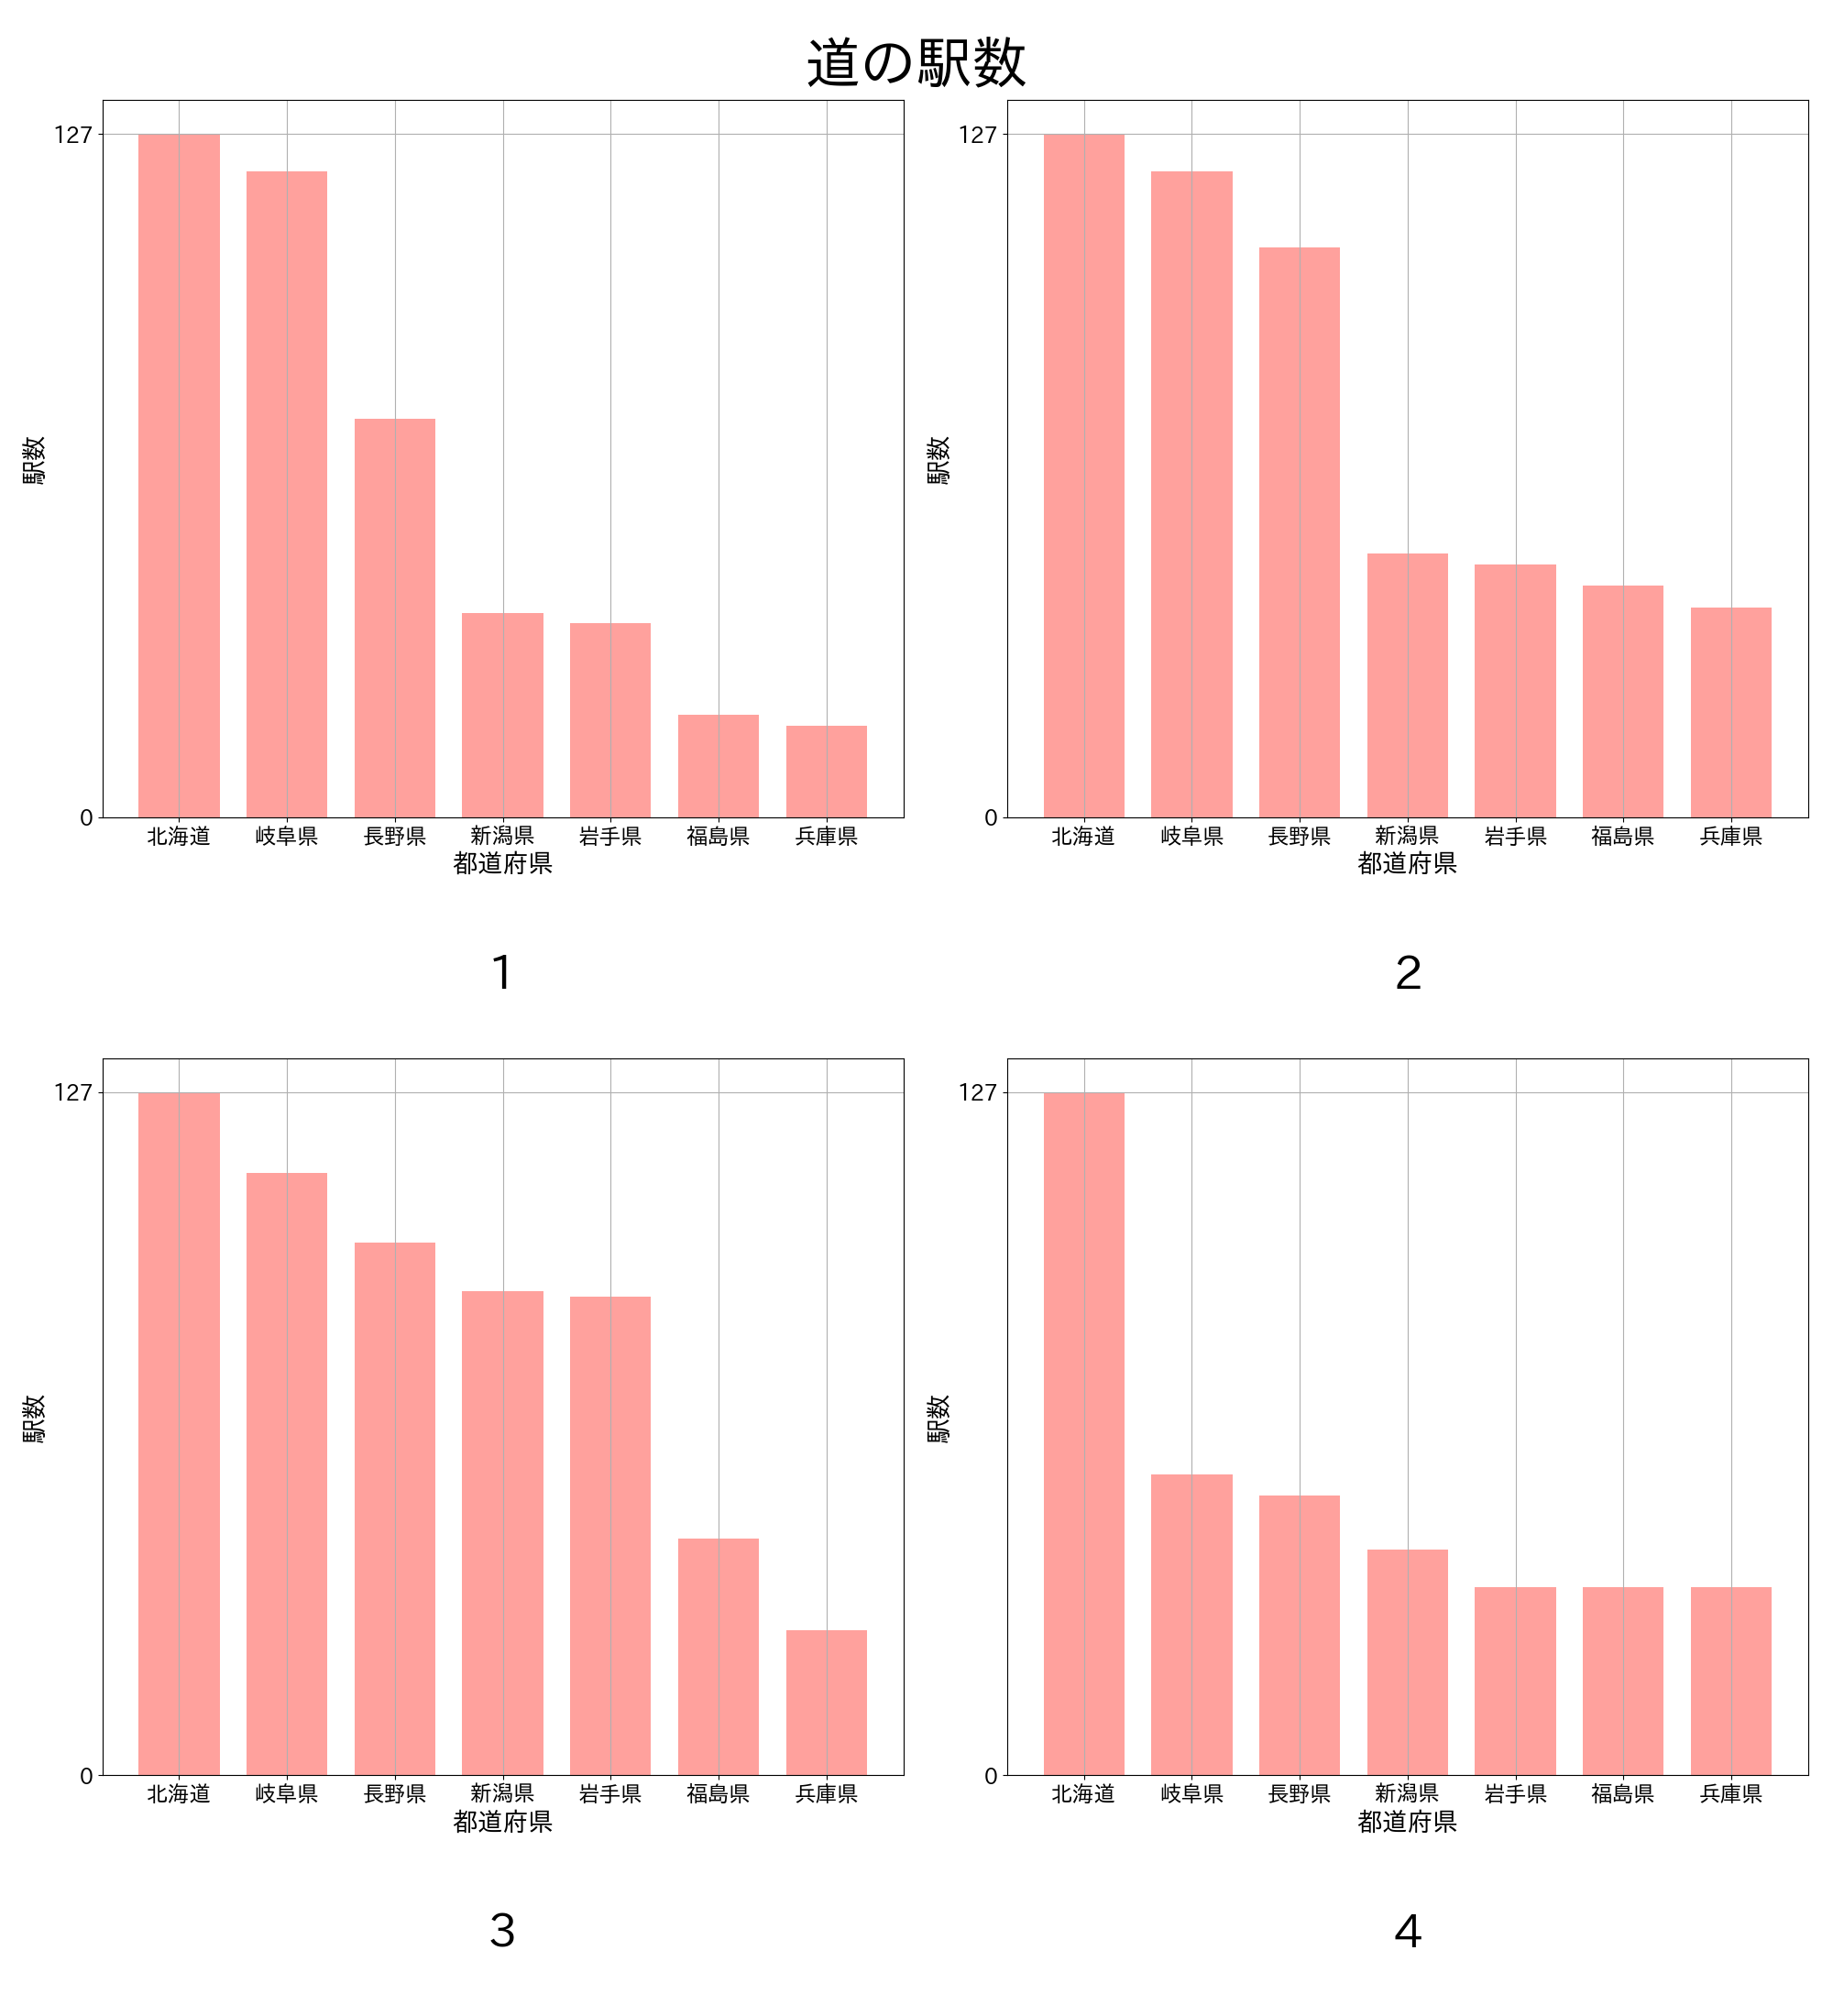 道の駅数
127
127
駅数
駅数
0
0
北海道 岐阜県 長野県 新潟県 岩手県 福島県 兵庫県
北海道 岐阜県 長野県 新潟県 岩手県 福島県 兵庫県
都道府県
都道府県
1
2
127
127
駅数
駅数
0
0
北海道 岐阜県 長野県 新潟県 岩手県 福島県 兵庫県
北海道 岐阜県 長野県 新潟県 岩手県 福島県 兵庫県
都道府県
都道府県
3
4